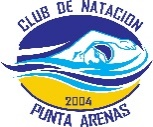 CLUB DE NATACION
2004
PUNTA ARENAS